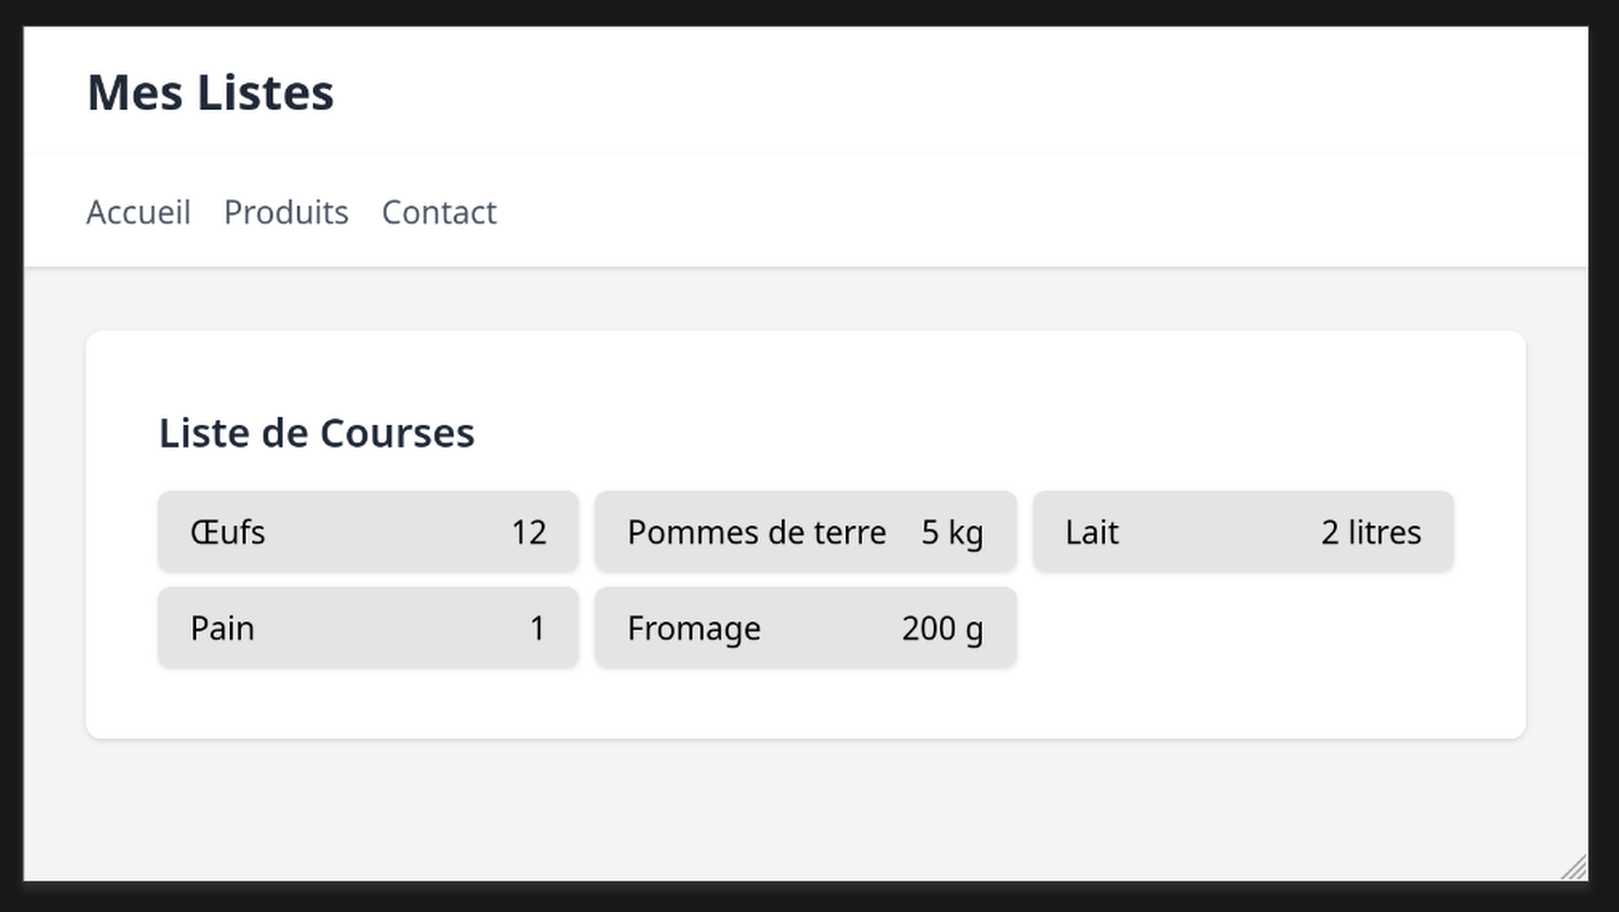 Mes Listes
Accueil Produits Contact
Liste de Courses
Œufs 12 Pommes de terre 5 kg Lait 2 litres
Pain 1 Fromage 200 g